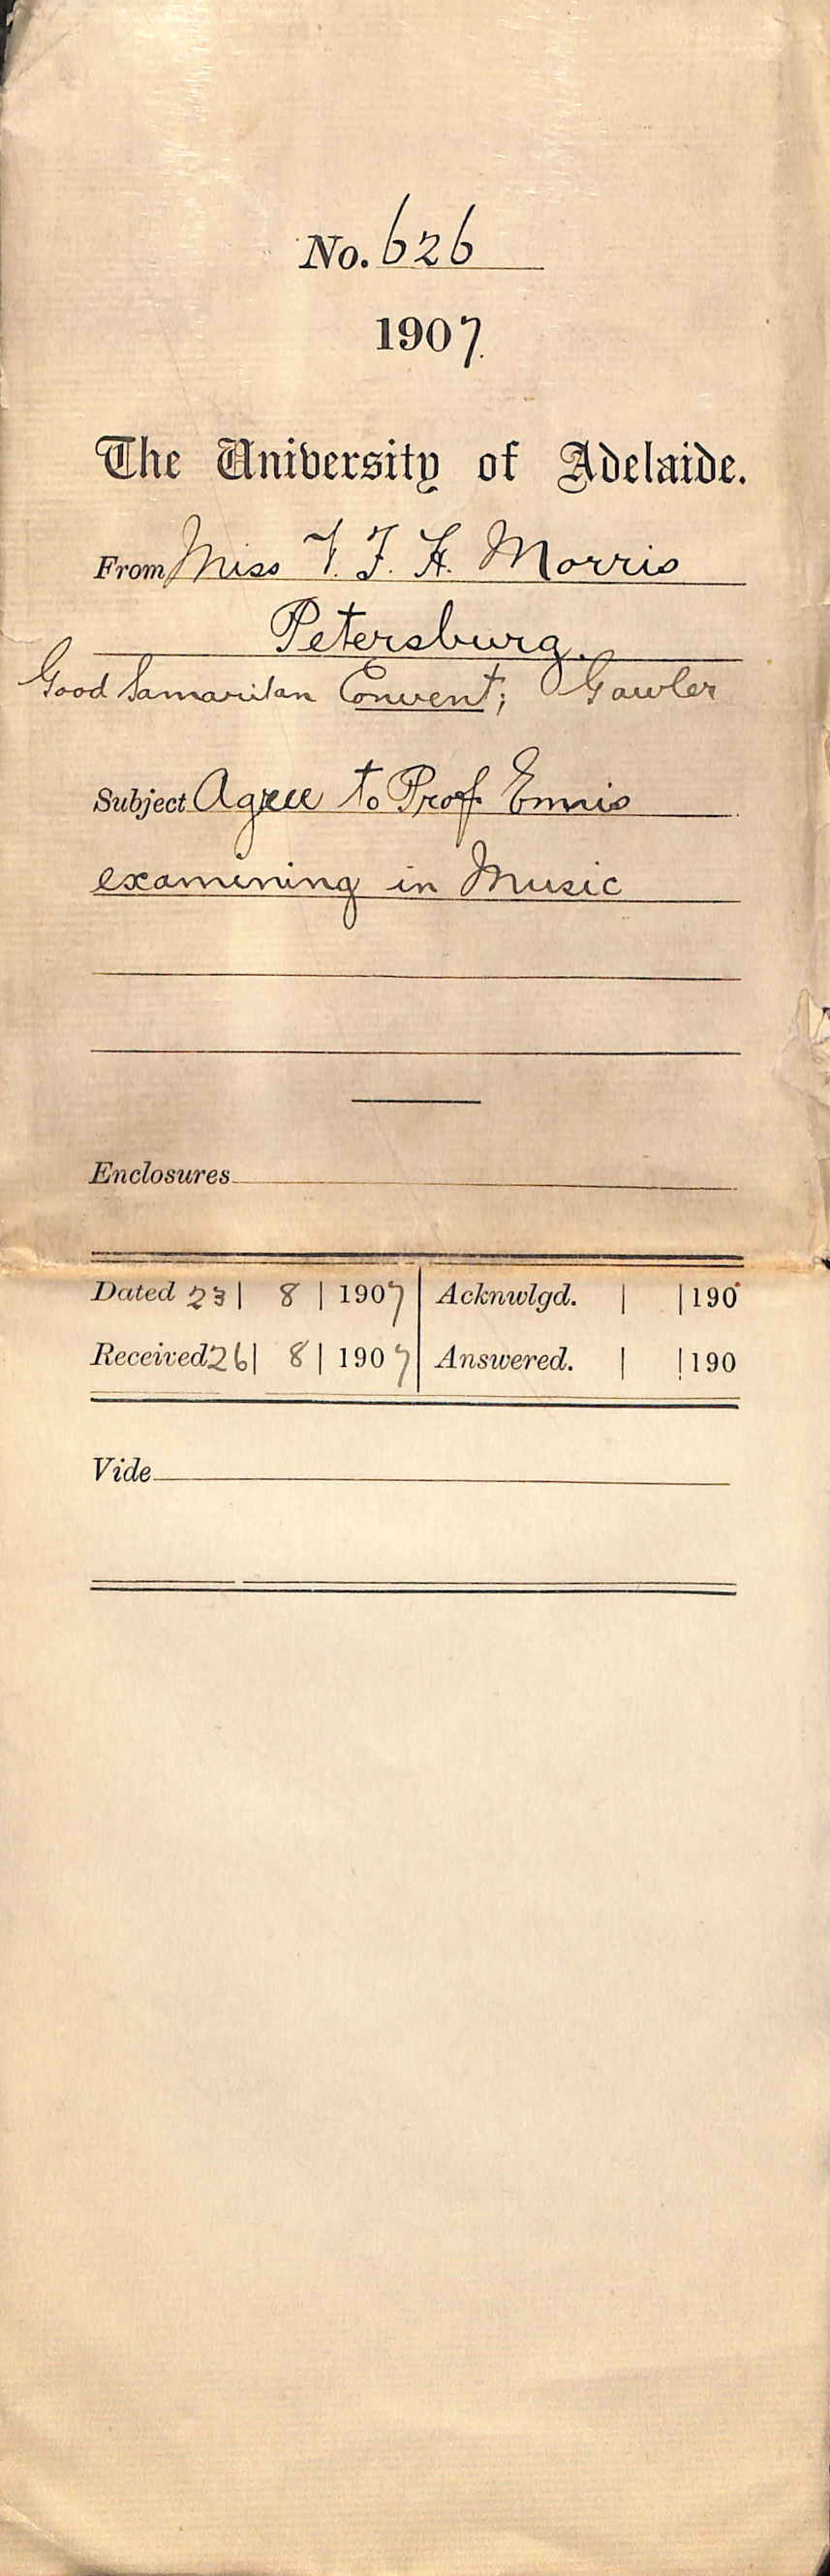 No. 626
1907.
The University of Adelaide.
From Miss V. F. H. Morris
Petersburg.
Good Samaritan Convent; Gawler
Subject Agree to Prof. Ennis
examining in Music
Enclosures
Dated 23 | 8 | 1907 | Acknwlgd. | | 190
Received 26 | 8 | 1907 | Answered. | | 190
Vide